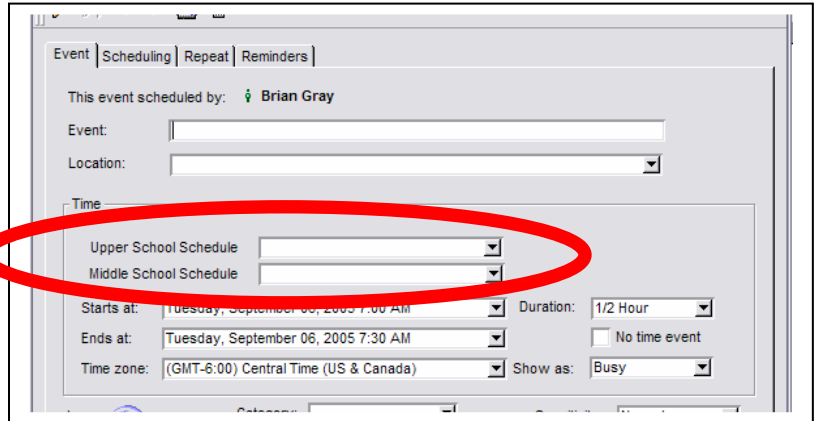 Event Scheduling Repeat Reminders
This event scheduled by: Brian Gray
Event:
Location:
Time
Upper School Schedule
Middle School Schedule
Starts at: Tuesday, September 06, 2005 7:00 AM Duration: 1/2 Hour
Ends at: Tuesday, September 06, 2005 7:30 AM No time event
Time zone: (GMT-6:00) Central Time (US & Canada) Show as: Busy
Category: